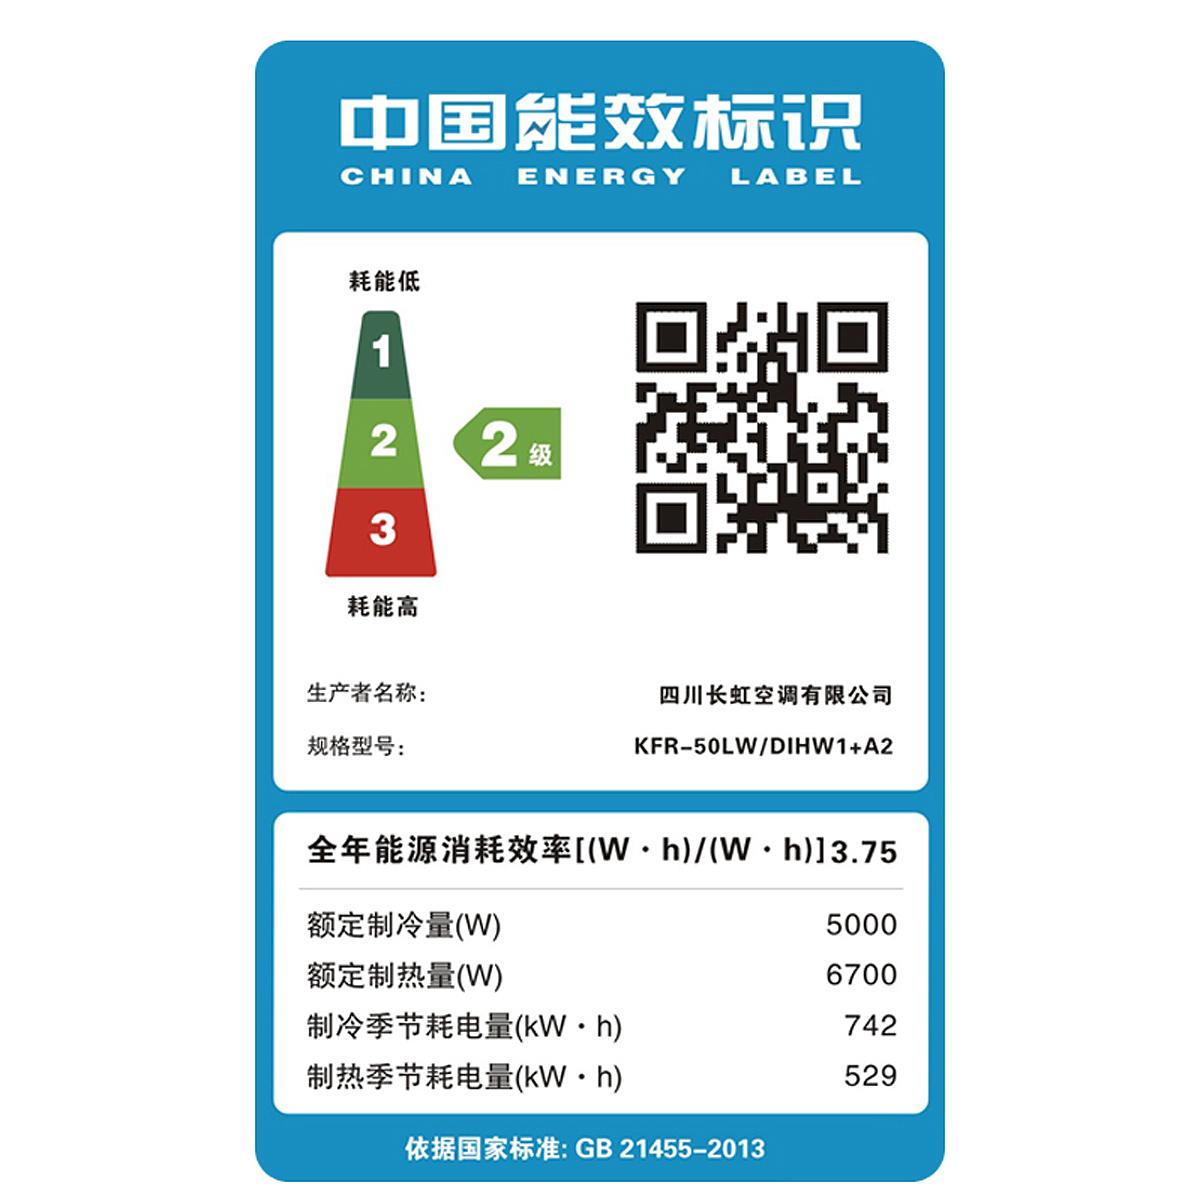 中国能效标识
CHINA ENERGY LABEL
耗能低
1
2
2级
3
耗能高
生产者名称: 四川长虹空调有限公司
规格型号: KFR-50LW/DIHW1+A2
全年能源消耗效率[(W·h)/(W·h)] 3.75
额定制冷量(W) 5000
额定制热量(W) 6700
制冷季节耗电量(kW·h) 742
制热季节耗电量(kW·h) 529
依据国家标准: GB 21455-2013